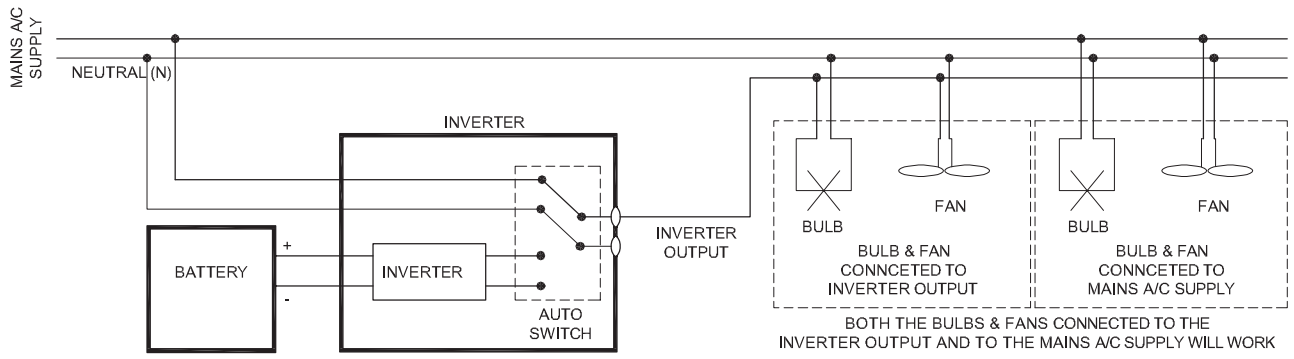 MAINS A/C
SUPPLY
NEUTRAL (N)
INVERTER
BATTERY
+
-
INVERTER
AUTO
SWITCH
INVERTER
OUTPUT
BULB
FAN
BULB & FAN
CONNCETED TO
INVERTER OUTPUT
BULB
FAN
BULB & FAN
CONNCETED TO
MAINS A/C SUPPLY
BOTH THE BULBS & FANS CONNECTED TO THE
INVERTER OUTPUT AND TO THE MAINS A/C SUPPLY WILL WORK